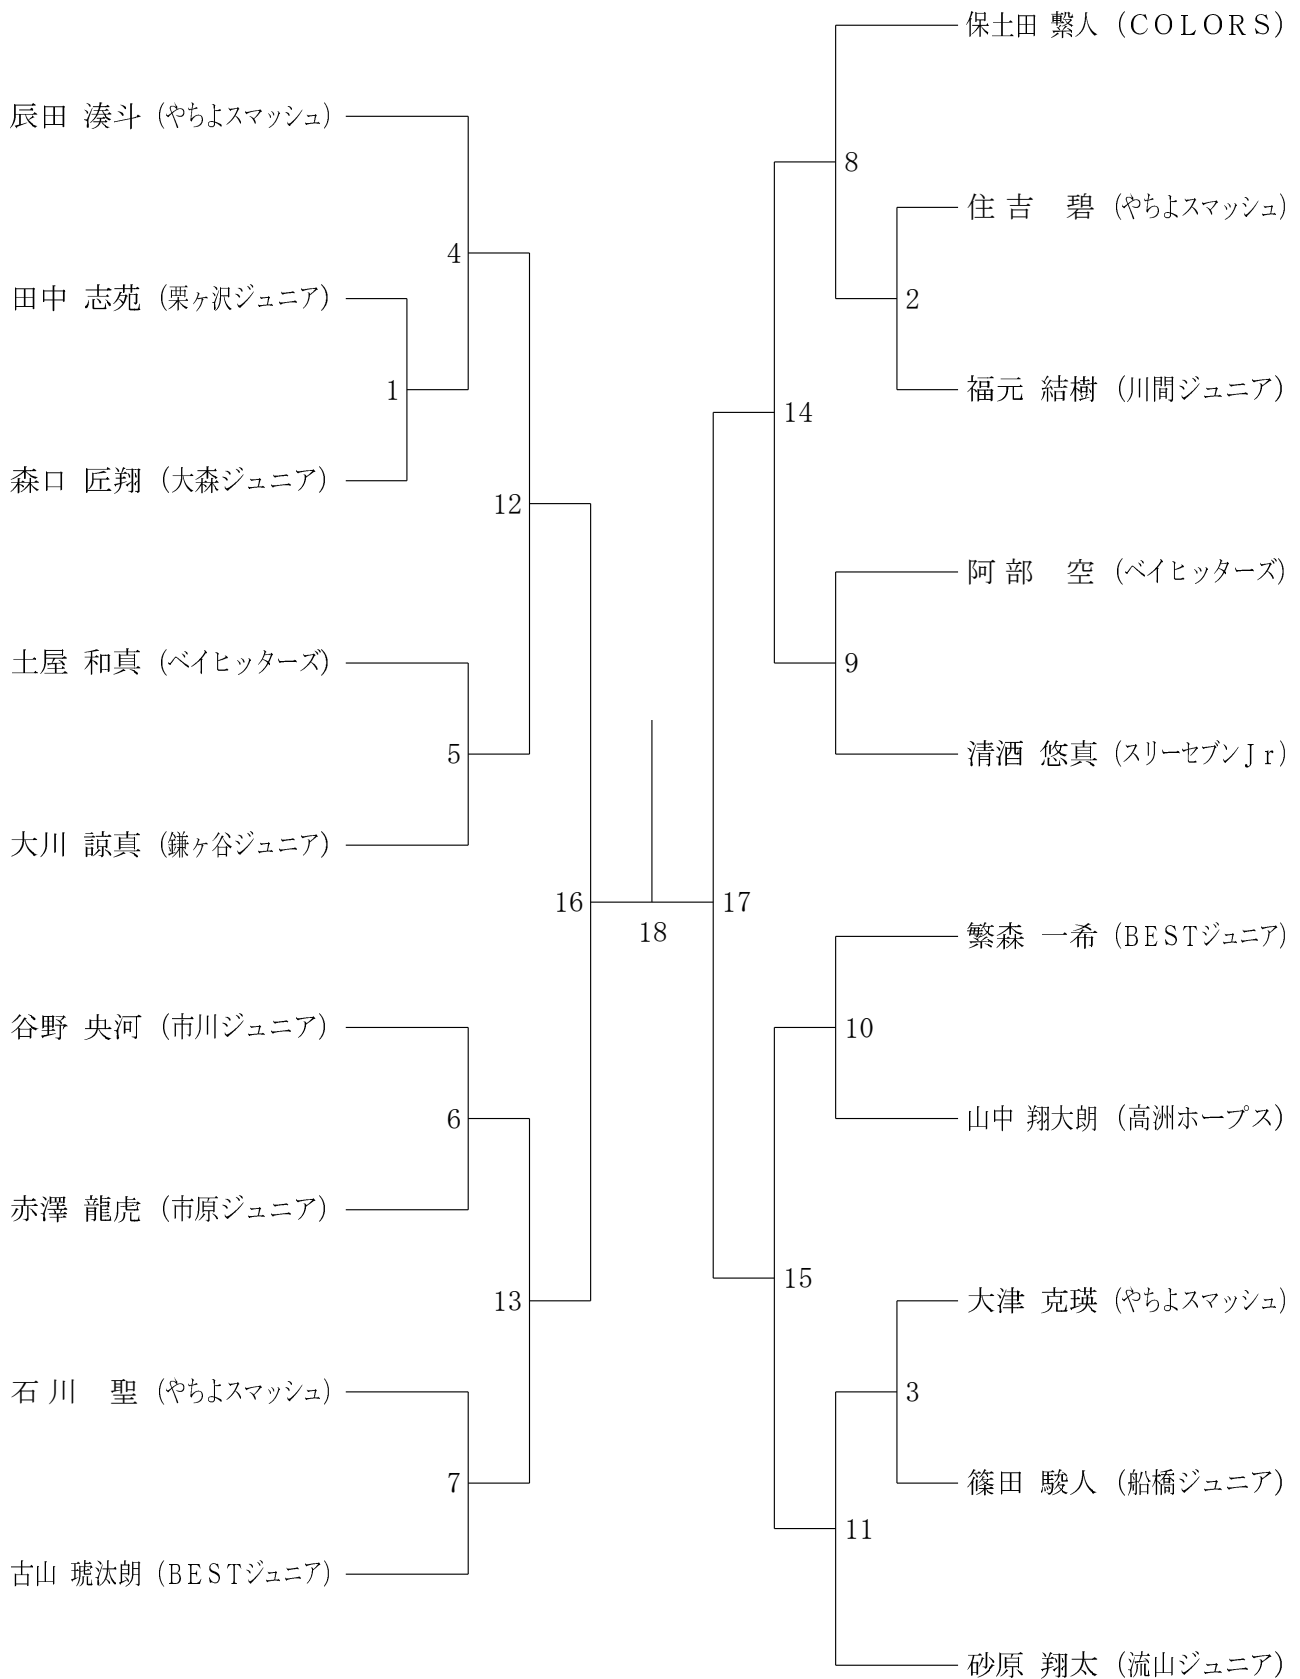 辰田 湊斗 (やちよスマッシュ)
4
田中 志苑 (栗ヶ沢ジュニア)
1
森口 匠翔 (大森ジュニア)
12
土屋 和真 (ベイヒッターズ)
5
大川 諒真 (鎌ヶ谷ジュニア)
16
谷野 央河 (市川ジュニア)
6
赤澤 龍虎 (市原ジュニア)
13
石川 聖 (やちよスマッシュ)
7
古山 琥汰朗 (BESTジュニア)
18
保土田 繋人 (COLORS)
8
住吉 碧 (やちよスマッシュ)
2
福元 結樹 (川間ジュニア)
14
阿部 空 (ベイヒッターズ)
9
清酒 悠真 (スリーセブンJr)
17
繁森 一希 (BESTジュニア)
10
山中 翔大朗 (高洲ホープス)
15
大津 克瑛 (やちよスマッシュ)
3
篠田 駿人 (船橋ジュニア)
11
砂原 翔太 (流山ジュニア)